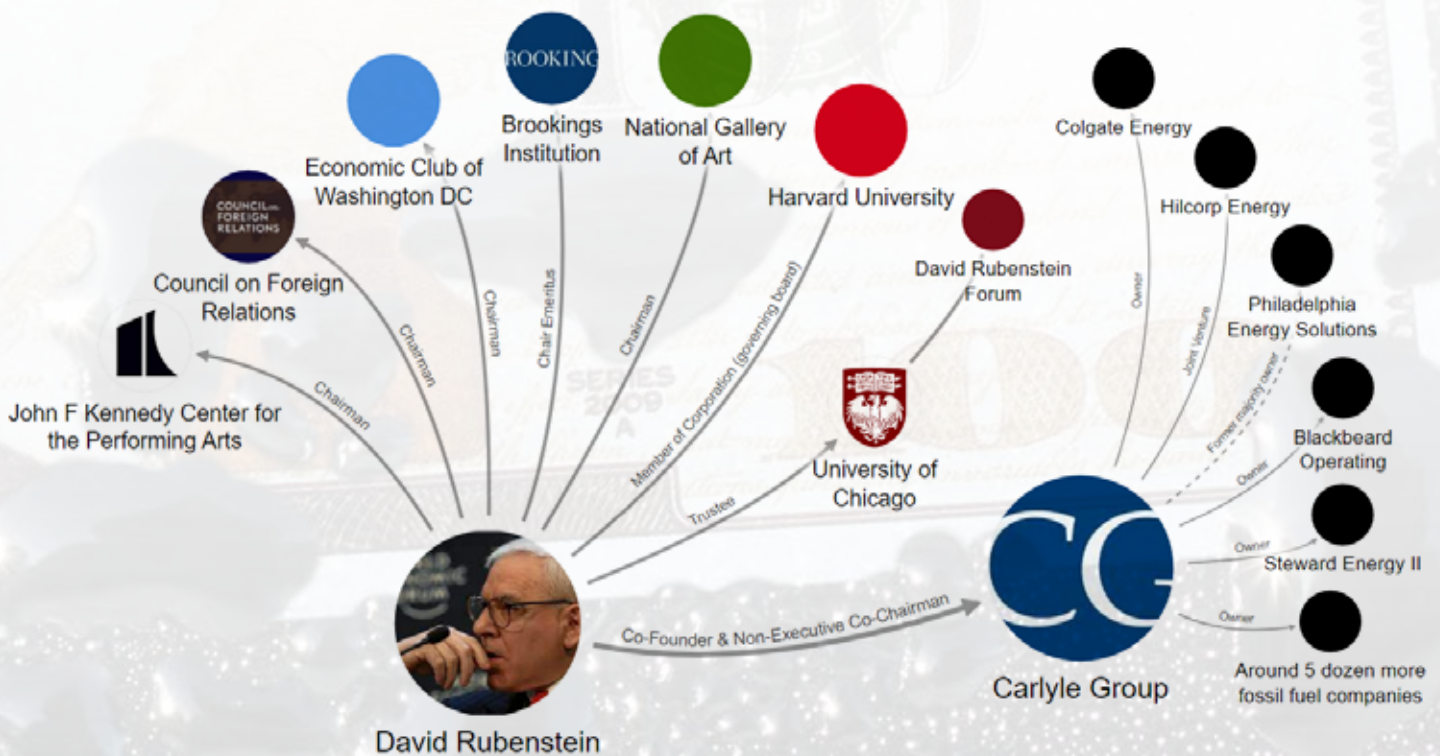 ROOKING
Brookings
Institution
National Gallery
of Art
Economic Club of
Washington DC
COUNCIL on
FOREIGN
RELATIONS
Council on Foreign
Relations
John F Kennedy Center for
the Performing Arts
Harvard University
David Rubenstein
Forum
University of
Chicago
Colgate Energy
Hilcorp Energy
Philadelphia
Energy Solutions
Blackbeard
Operating
Steward Energy II
Around 5 dozen more
fossil fuel companies
Chairman
Chairman
Chairman
Chair Emeritus
Chairman
Member of Corporation (governing board)
Trustee
Co-Founder & Non-Executive Co-Chairman
Owner
Joint Venture
Former majority owner
Owner
Owner
Owner
SERIES
2009
A
100
CG
Carlyle Group
David Rubenstein